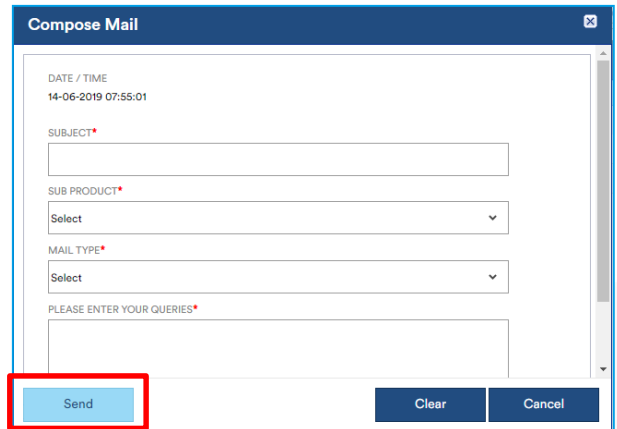 Compose Mail
DATE / TIME
14-06-2019 07:55:01
SUBJECT*
SUB PRODUCT*
Select
MAIL TYPE*
Select
PLEASE ENTER YOUR QUERIES*
Send Clear Cancel